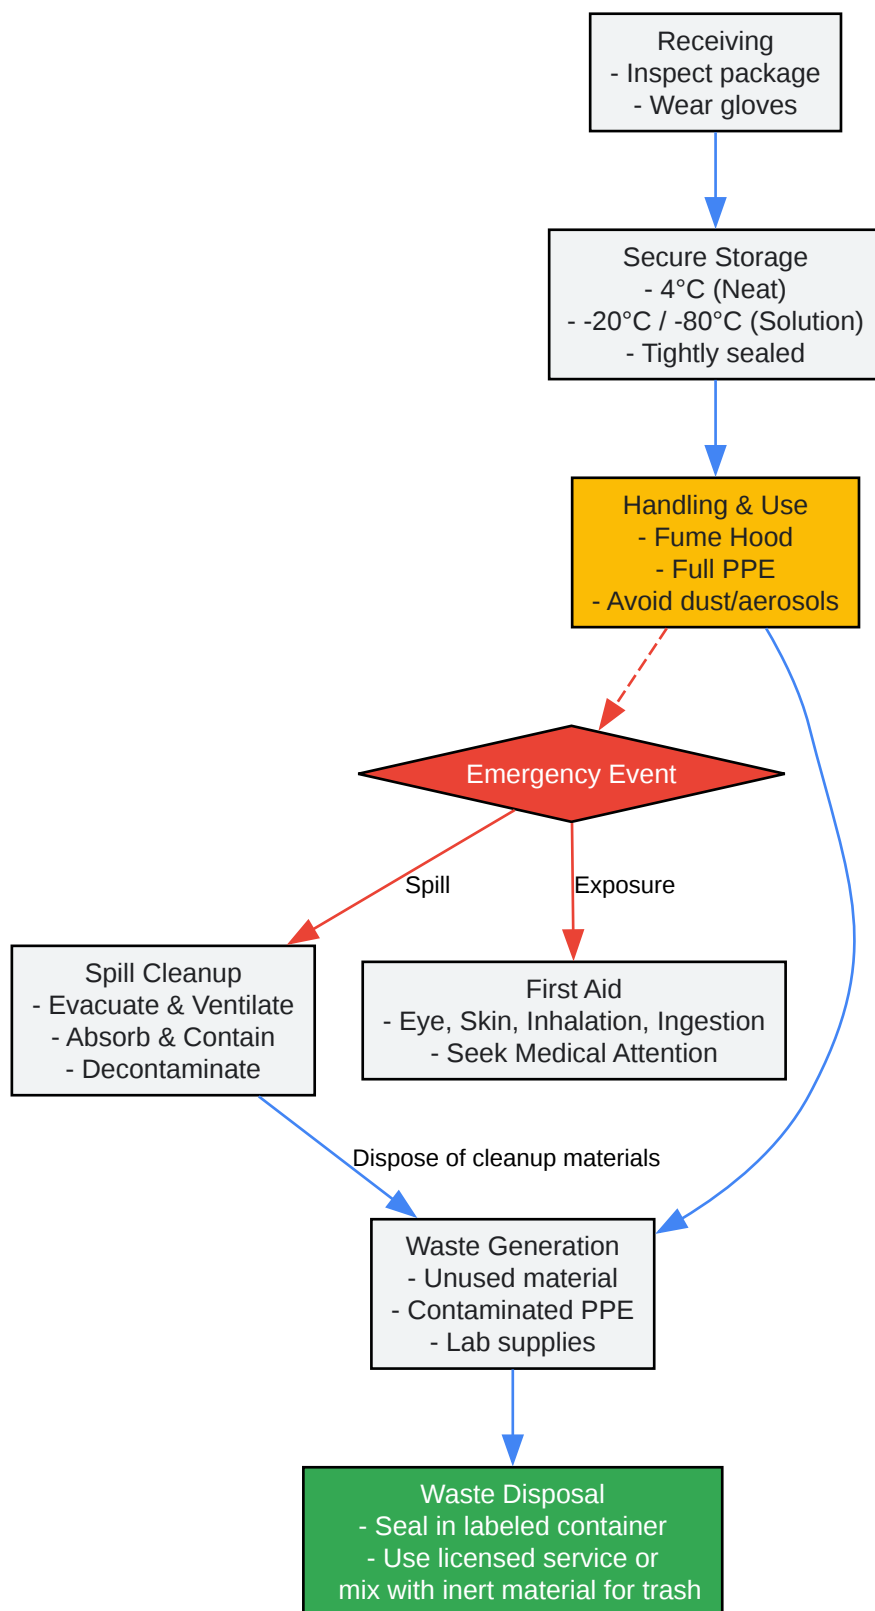 Receiving
- Inspect package
- Wear gloves
Secure Storage
- 4°C (Neat)
- -20°C / -80°C (Solution)
- Tightly sealed
Handling & Use
- Fume Hood
- Full PPE
- Avoid dust/aerosols
Emergency Event
Spill
Exposure
Spill Cleanup
- Evacuate & Ventilate
- Absorb & Contain
- Decontaminate
First Aid
- Eye, Skin, Inhalation, Ingestion
- Seek Medical Attention
Dispose of cleanup materials
Waste Generation
- Unused material
- Contaminated PPE
- Lab supplies
Waste Disposal
- Seal in labeled container
- Use licensed service or
mix with inert material for trash